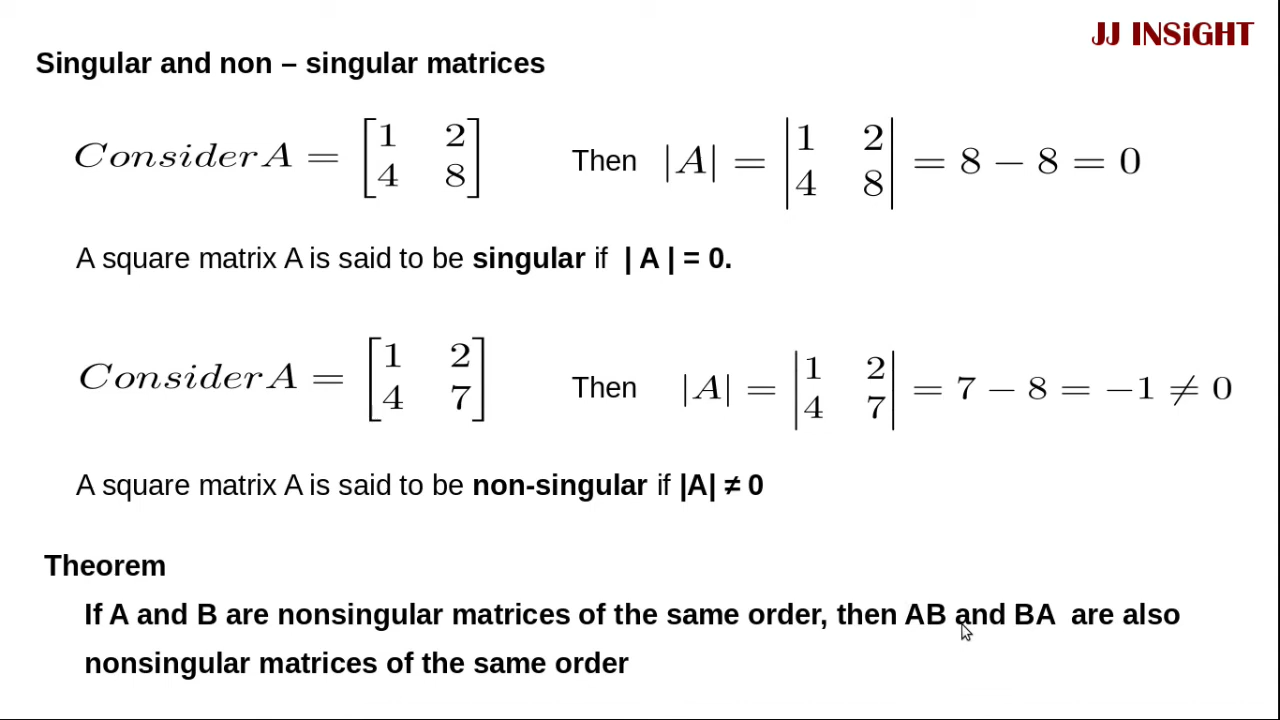 JJ INSiGHT
Singular and non – singular matrices
Consider A = [1 2
4 8] Then |A| = |1 2
4 8| = 8 − 8 = 0
A square matrix A is said to be singular if | A | = 0.
Consider A = [1 2
4 7] Then |A| = |1 2
4 7| = 7 − 8 = −1 ≠ 0
A square matrix A is said to be non-singular if |A| ≠ 0
Theorem
If A and B are nonsingular matrices of the same order, then AB and BA are also
nonsingular matrices of the same order